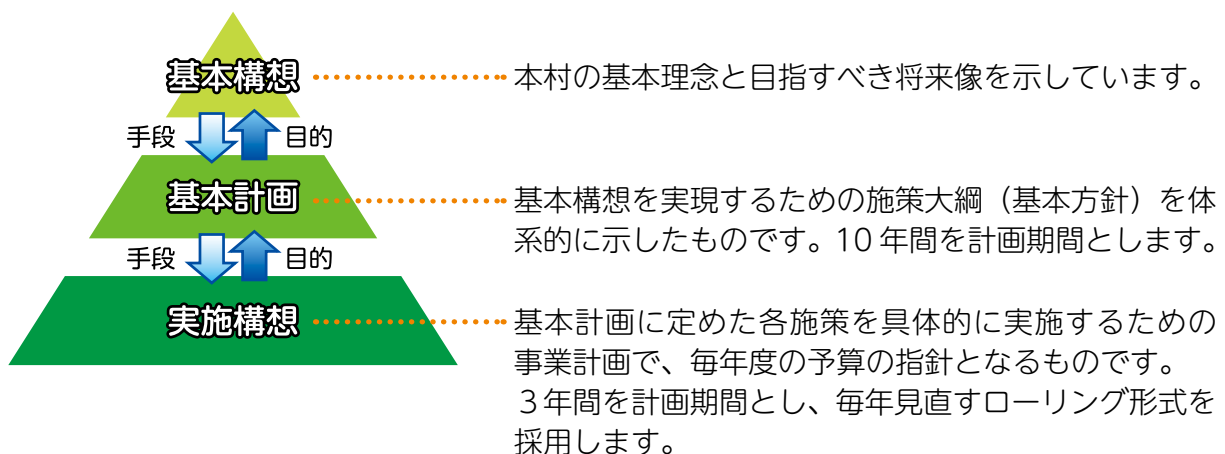 基本構想
本村の基本理念と目指すべき将来像を示しています。
手段 目的
基本計画
基本構想を実現するための施策大綱（基本方針）を体
系的に示したものです。10 年間を計画期間とします。
手段 目的
実施構想
基本計画に定めた各施策を具体的に実施するための
事業計画で、毎年度の予算の指針となるものです。
３年間を計画期間とし、毎年見直すローリング形式を
採用します。